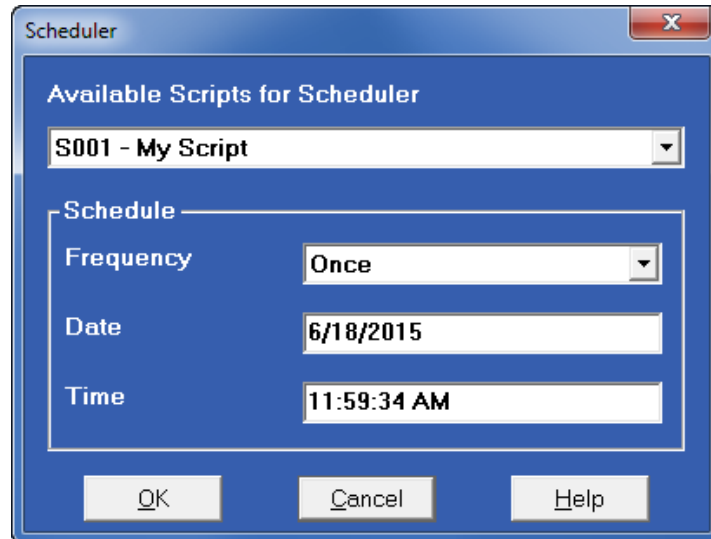 Scheduler
Available Scripts for Scheduler
S001 - My Script
Schedule
Frequency Once
Date 6/18/2015
Time 11:59:34 AM
OK Cancel Help